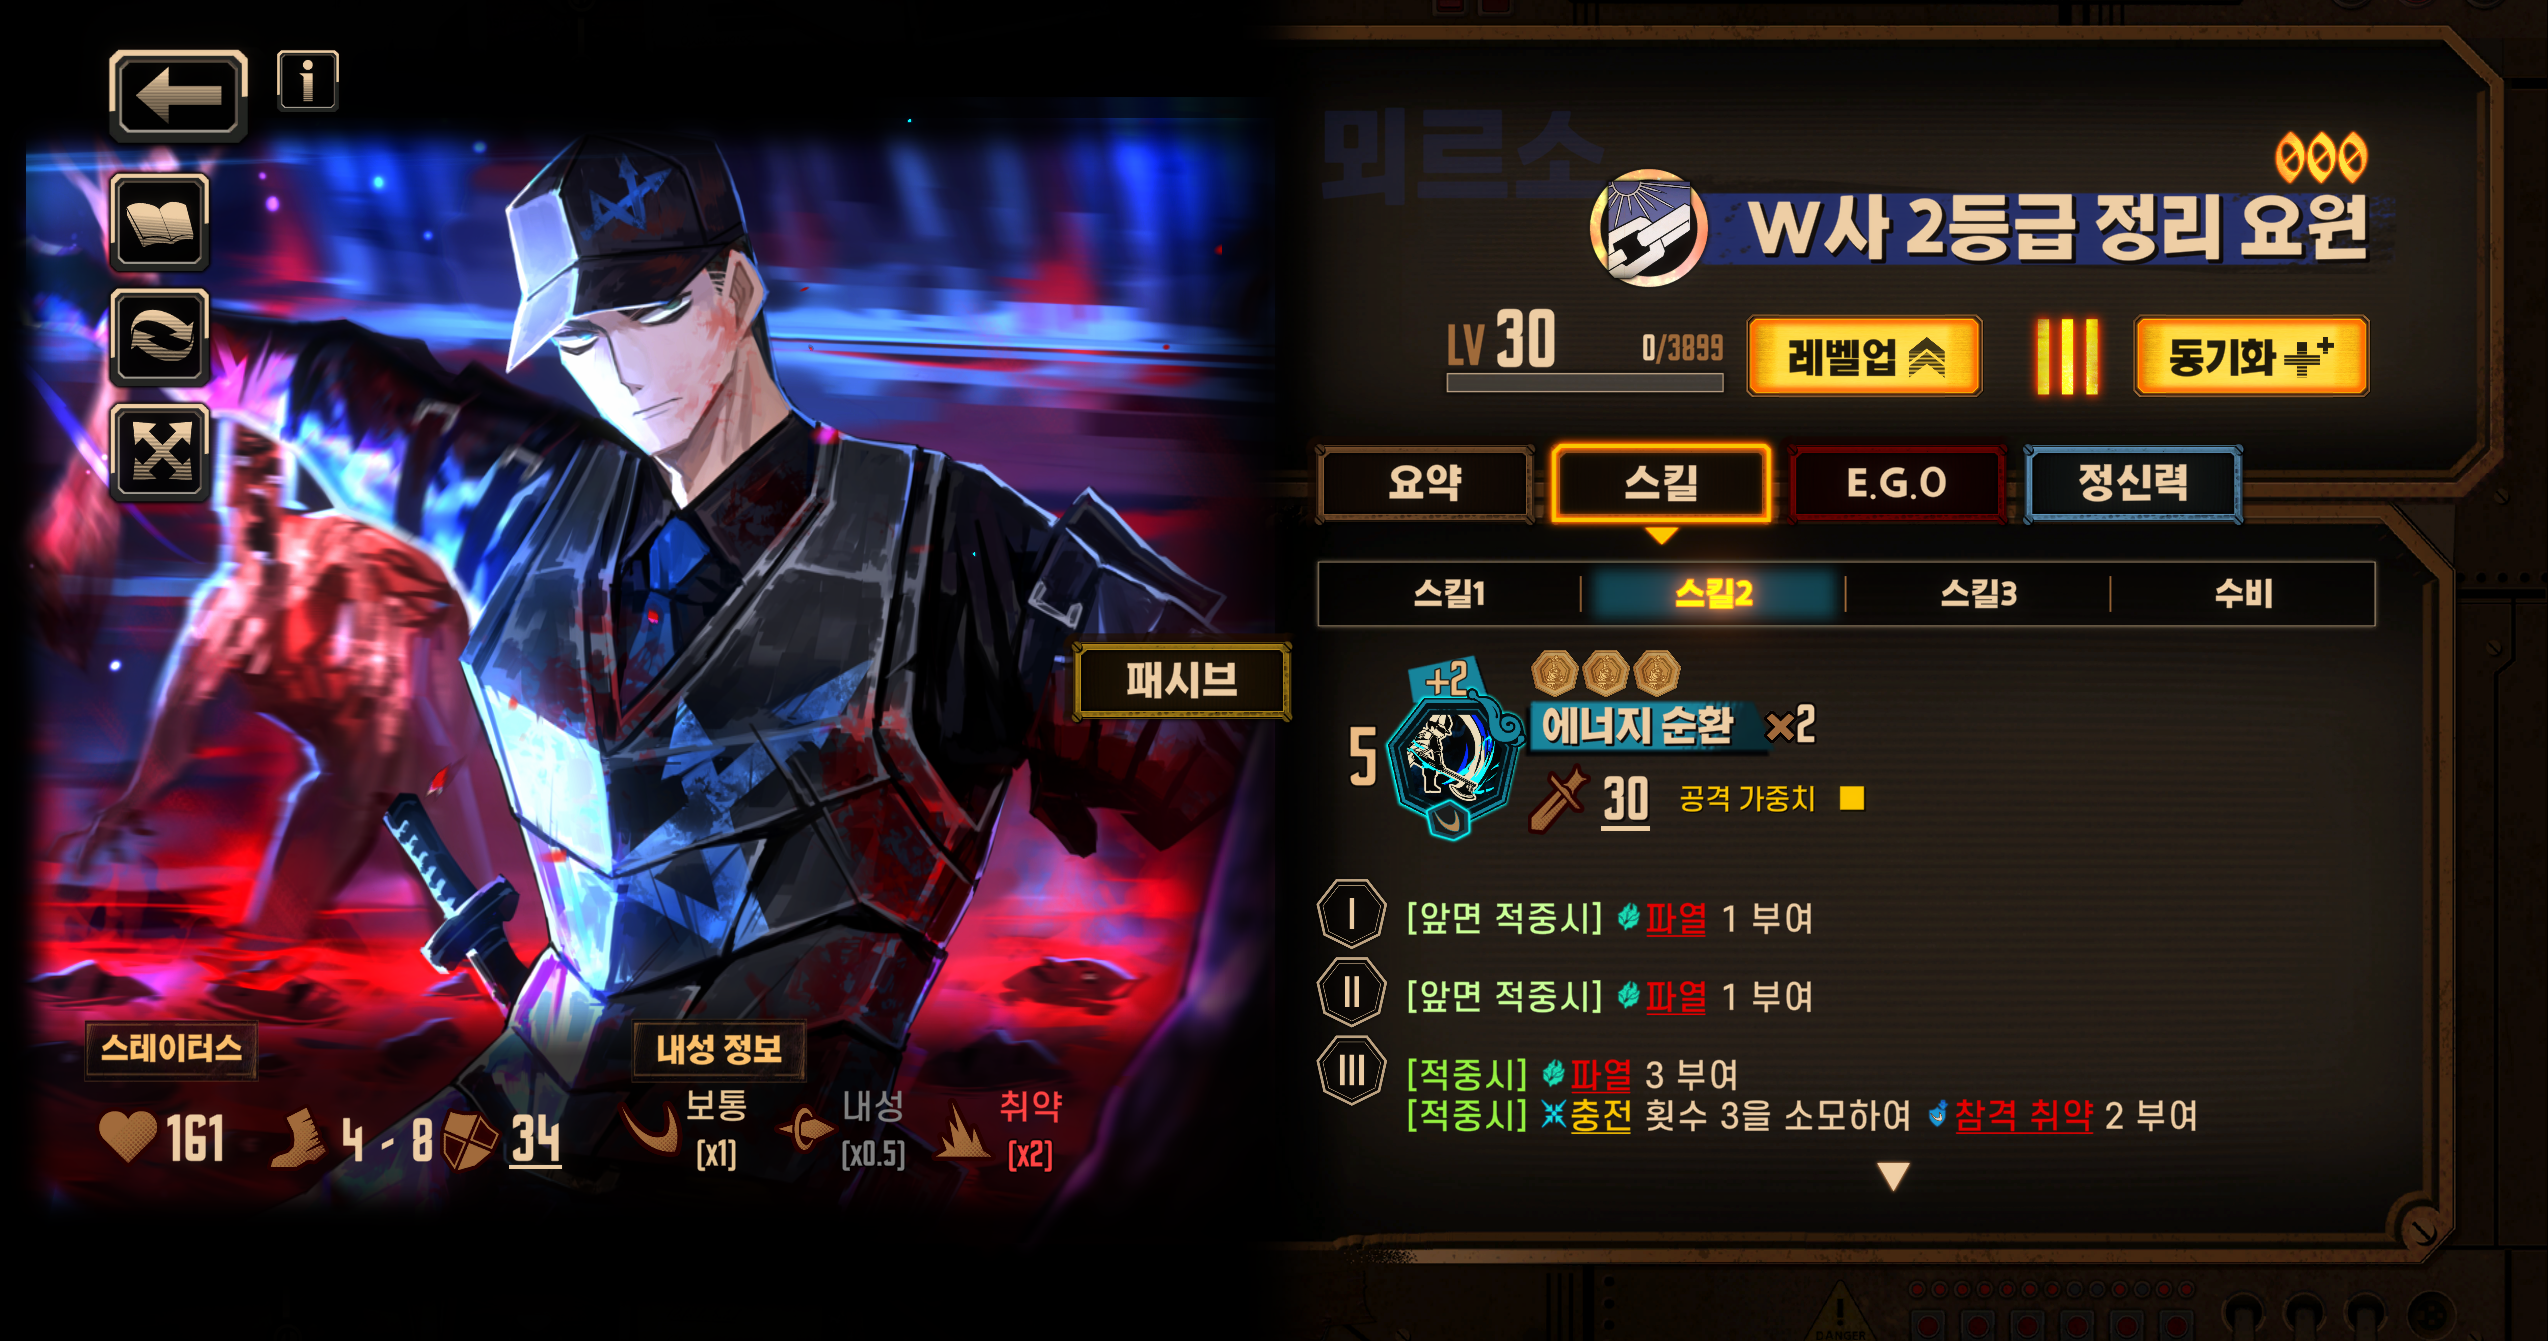 뫼르소
W사 2등급 정리 요원
LV 30
0/3899
레벨업
동기화
요약
스킬
E.G.O
정신력
스킬1
스킬2
스킬3
수비
패시브
+2
5
에너지 순환 ×2
30 공격 가중치
I [앞면 적중시] 파열 1 부여
II [앞면 적중시] 파열 1 부여
III [적중시] 파열 3 부여
[적중시] 충전 횟수 3을 소모하여 참격 취약 2 부여
스테이터스
161
4 - 8
34
내성 정보
보통
[x1]
내성
[x0.5]
취약
[x2]
DANGER